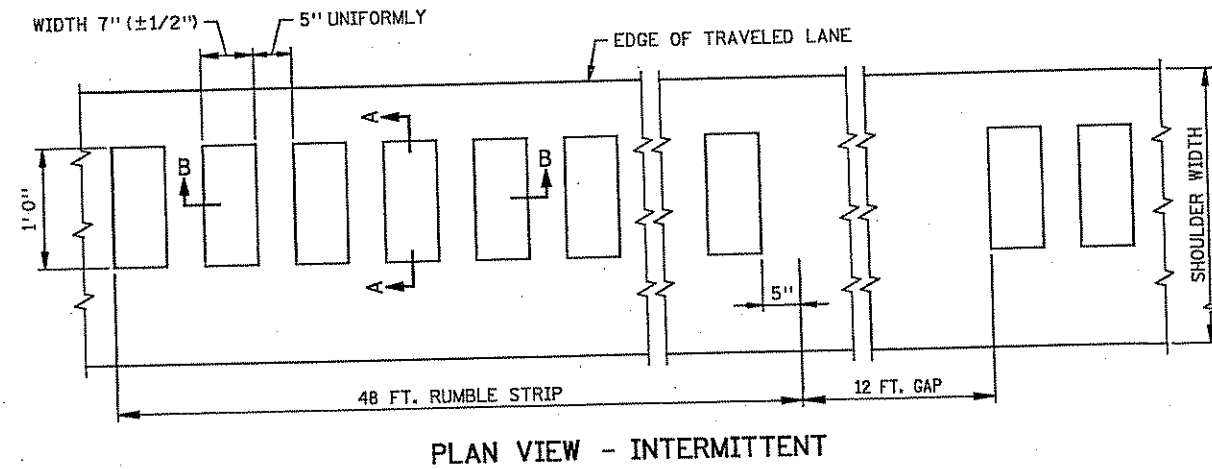 WIDTH 7" (±1/2")
5" UNIFORMLY
EDGE OF TRAVELED LANE
A
B
B
1'0"
A
5"
SHOULDER WIDTH
48 FT. RUMBLE STRIP
12 FT. GAP
PLAN VIEW - INTERMITTENT